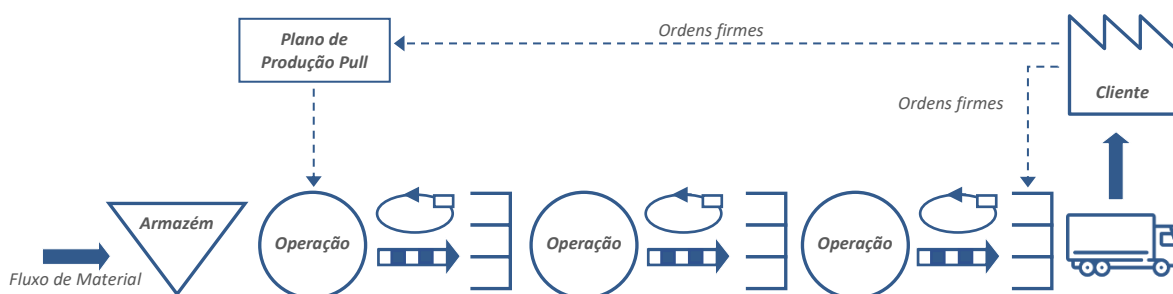 Ordens firmes
Plano de
Produção Pull
Cliente
Ordens firmes
Armazém
Operação
Operação
Operação
Fluxo de Material